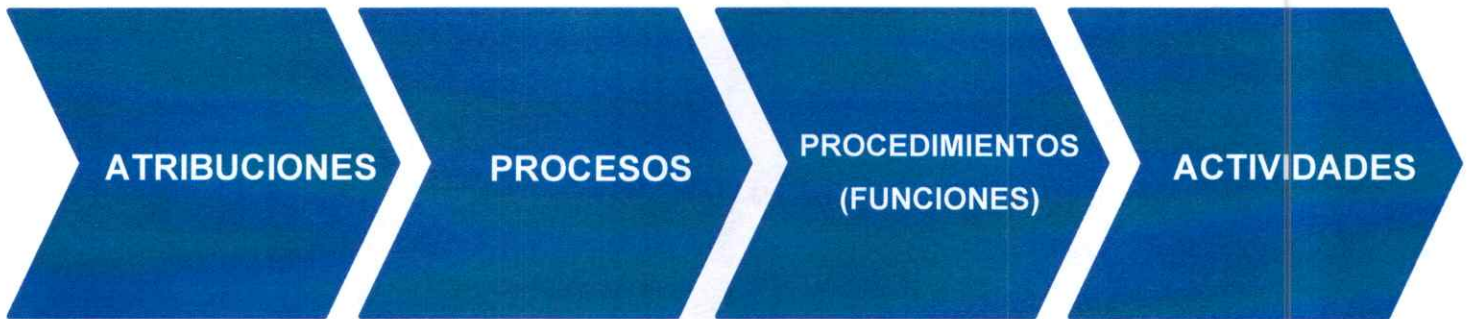 ATRIBUCIONES
PROCESOS
PROCEDIMIENTOS
(FUNCIONES)
ACTIVIDADES